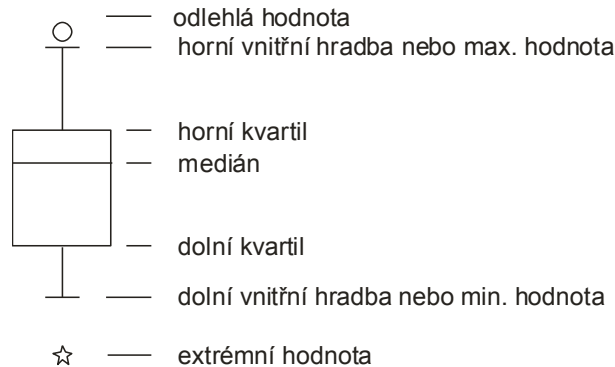 odlehlá hodnota
horní vnitřní hradba nebo max. hodnota
horní kvartil
medián
dolní kvartil
dolní vnitřní hradba nebo min. hodnota
extrémní hodnota